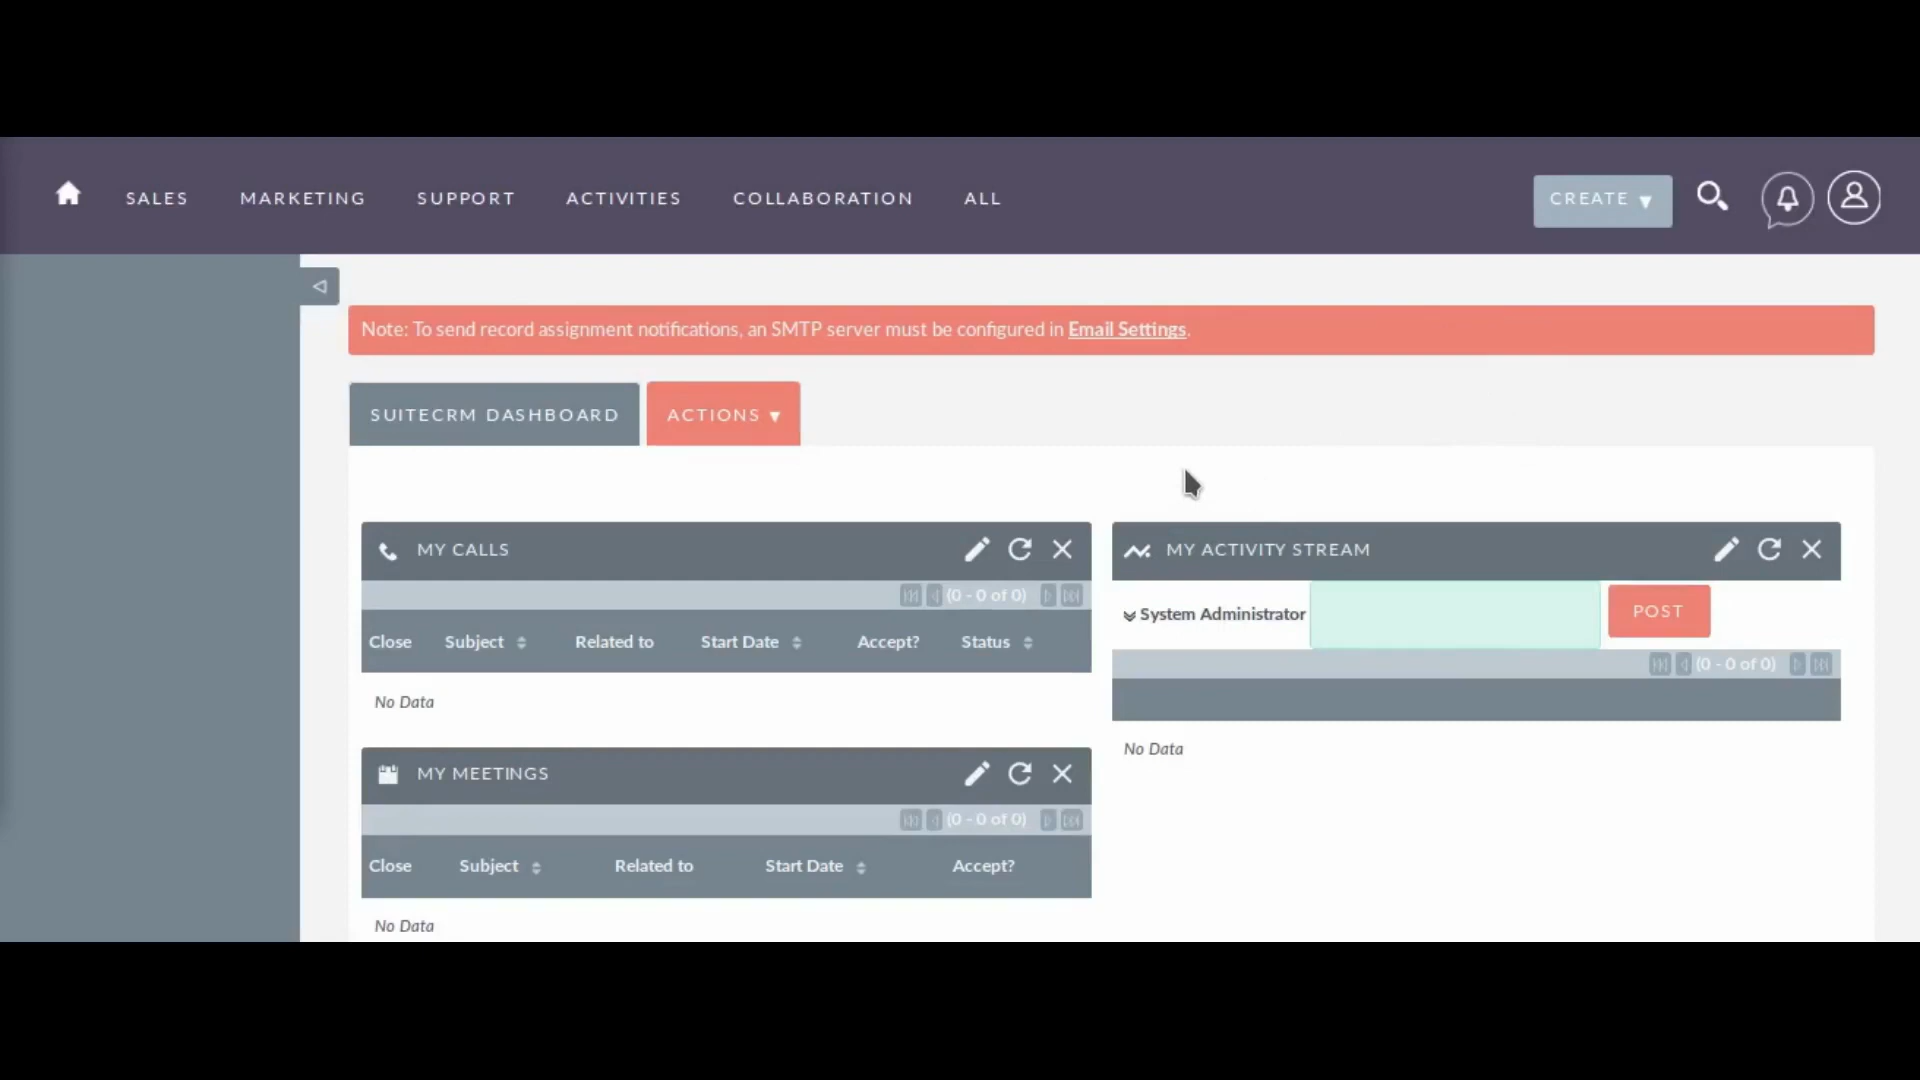 SALES MARKETING SUPPORT ACTIVITIES COLLABORATION ALL CREATE
Note: To send record assignment notifications, an SMTP server must be configured in Email Settings.
SUITECRM DASHBOARD ACTIONS
MY CALLS
(0 - 0 of 0)
Close Subject Related to Start Date Accept? Status
No Data
MY MEETINGS
(0 - 0 of 0)
Close Subject Related to Start Date Accept?
No Data
MY ACTIVITY STREAM
System Administrator POST
(0 - 0 of 0)
No Data